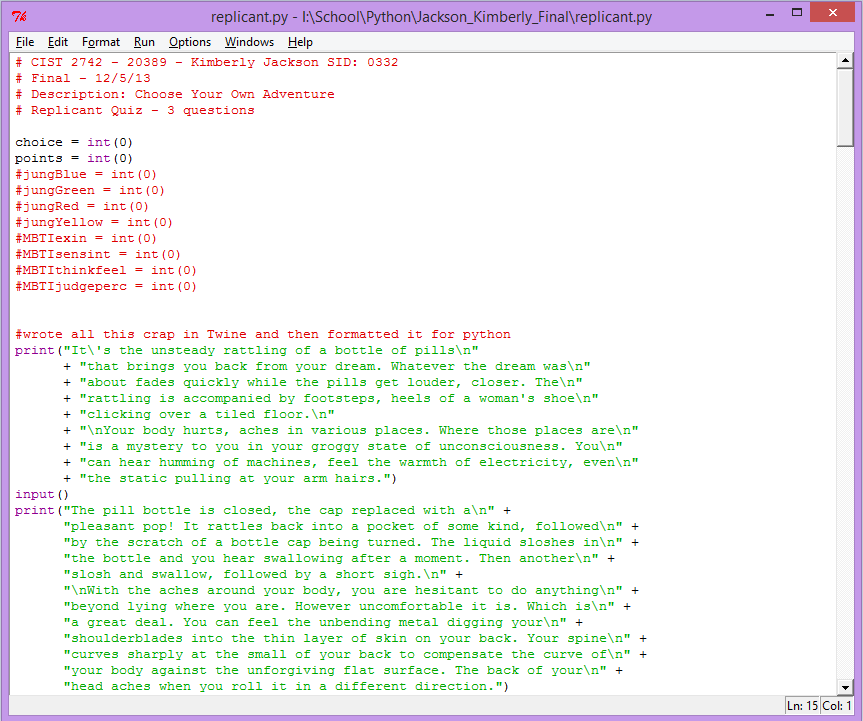 replicant.py - I:\School\Python\Jackson_Kimberly_Final\replicant.py
File Edit Format Run Options Windows Help
# CIST 2742 - 20389 - Kimberly Jackson SID: 0332
# Final - 12/5/13
# Description: Choose Your Own Adventure
# Replicant Quiz - 3 questions

choice = int(0)
points = int(0)
#jungBlue = int(0)
#jungGreen = int(0)
#jungRed = int(0)
#jungYellow = int(0)
#MBTIexin = int(0)
#MBTIsensint = int(0)
#MBTIthinkfeel = int(0)
#MBTIjudgeperc = int(0)


#wrote all this crap in Twine and then formatted it for python
print("It\'s the unsteady rattling of a bottle of pills\n"
      + "that brings you back from your dream. Whatever the dream was\n"
      + "about fades quickly while the pills get louder, closer. The\n"
      + "rattling is accompanied by footsteps, heels of a woman's shoe\n"
      + "clicking over a tiled floor.\n"
      + "\nYour body hurts, aches in various places. Where those places are\n"
      + "is a mystery to you in your groggy state of unconsciousness. You\n"
      + "can hear humming of machines, feel the warmth of electricity, even\n"
      + "the static pulling at your arm hairs.")
input()
print("The pill bottle is closed, the cap replaced with a\n" +
      "pleasant pop! It rattles back into a pocket of some kind, followed\n" +
      "by the scratch of a bottle cap being turned. The liquid sloshes in\n" +
      "the bottle and you hear swallowing after a moment. Then another\n" +
      "slosh and swallow, followed by a short sigh.\n" +
      "\nWith the aches around your body, you are hesitant to do anything\n" +
      "beyond lying where you are. However uncomfortable it is. Which is\n" +
      "a great deal. You can feel the unbending metal digging your\n" +
      "shoulderblades into the thin layer of skin on your back. Your spine\n" +
      "curves sharply at the small of your back to compensate the curve of\n" +
      "your body against the unforgiving flat surface. The back of your\n" +
      "head aches when you roll it in a different direction.")
Ln: 15 Col: 1